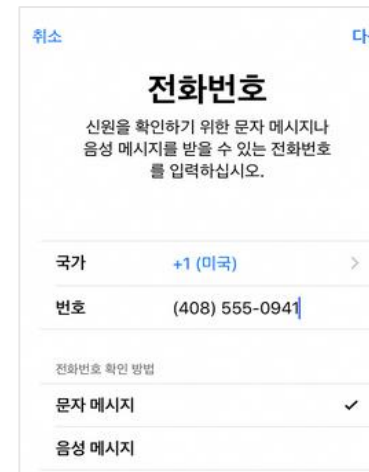 취소
전화번호
신원을 확인하기 위한 문자 메시지나
음성 메시지를 받을 수 있는 전화번호
를 입력하십시오.
국가 +1 (미국)
번호 (408) 555-0941
전화번호 확인 방법
문자 메시지
음성 메시지